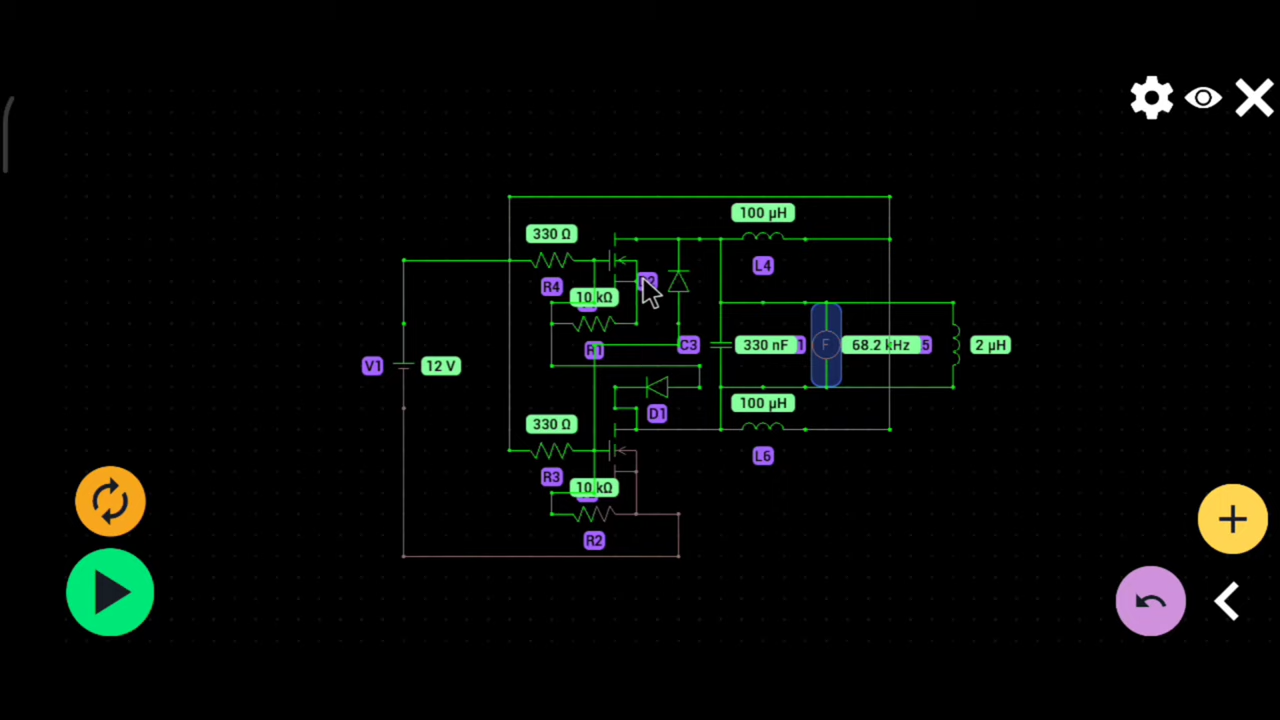 100 µH
330 Ω
L4
R4
10 kΩ
R1
C3
330 nF
F
68.2 kHz
5
2 µH
V1
12 V
100 µH
D1
330 Ω
L6
R3
10 kΩ
R2